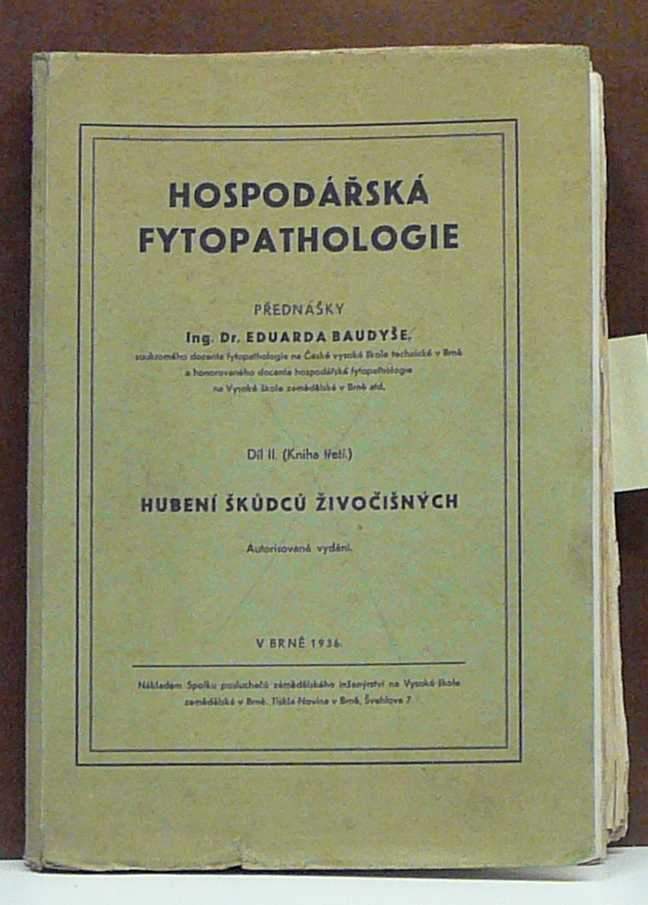 HOSPODÁŘSKÁ
FYTOPATHOLOGIE
PŘEDNÁŠKY
Ing. Dr. EDUARDA BAUDYŠE,
soukromého docenta fytopathologie na České vysoké škole technické v Brně
a honorovaného docenta hospodářské fytopathologie
na Vysoké škole zemědělské v Brně atd.
Díl II. (Kniha třetí.)
HUBENÍ ŠKŮDCŮ ŽIVOČIŠNÝCH
Autorisované vydání.
V BRNĚ 1936.
Nákladem Spolku posluchačů zemědělského inženýrství na Vysoké škole
zemědělské v Brně. Tiskla Novina v Brně, Švehlova 7